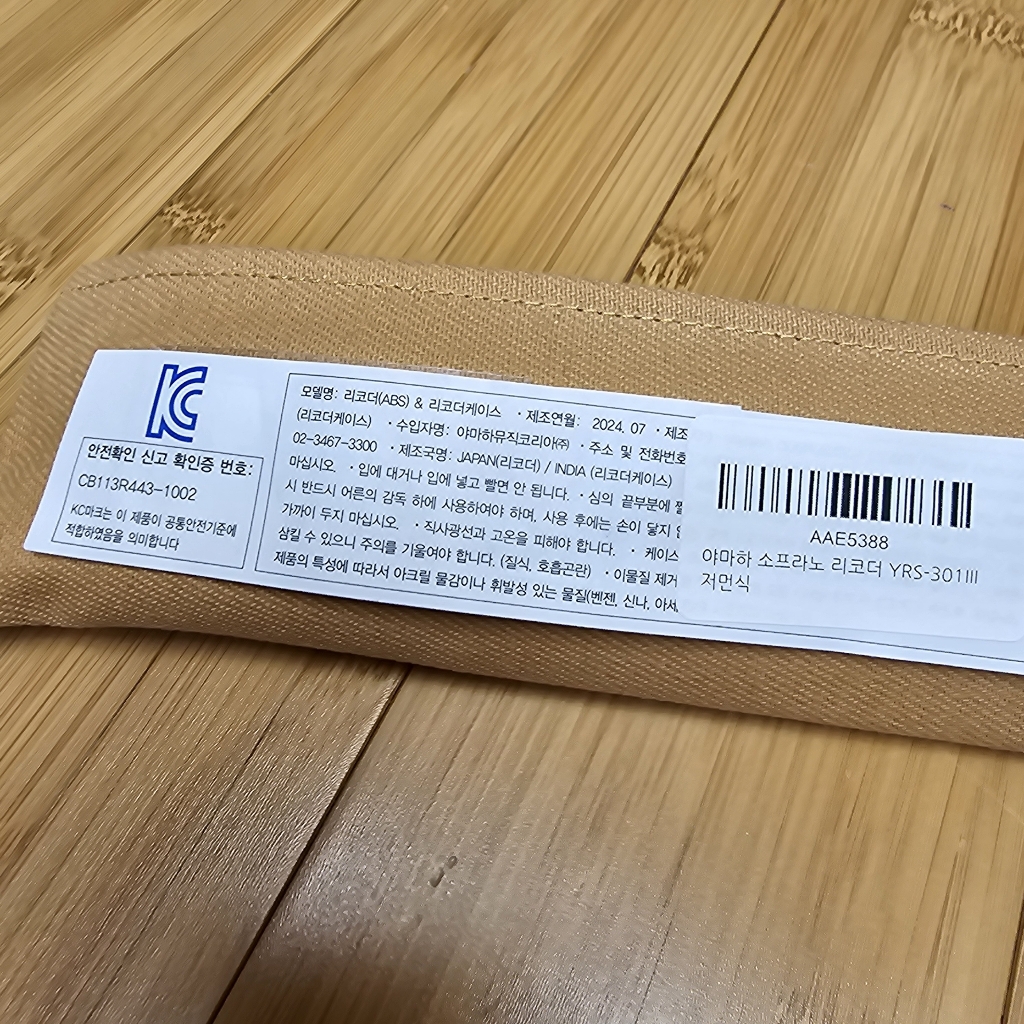 KC
안전확인 신고 확인증 번호:
CB113R443-1002
KC마크는 이 제품이 공통안전기준에
적합하였음을 의미합니다
모델명: 리코더(ABS) & 리코더케이스 ・제조연월: 2024. 07 ・제조
(리코더케이스) ・수입자명: 야마하뮤직코리아㈜ ・주소 및 전화번호
02-3467-3300 ・제조국명: JAPAN(리코더) / INDIA (리코더케이스)
마십시오. ・입에 대거나 입에 넣고 빨면 안 됩니다. ・심의 끝부분에
시 반드시 어른의 감독 하에 사용하여야 하며, 사용 후에는 손이 닿지
가까이 두지 마십시오. ・직사광선과 고온을 피해야 합니다. ・케이스
삼킬 수 있으니 주의를 기울여야 합니다. (질식, 호흡곤란) ・이물질 제거
제품의 특성에 따라서 아크릴 물감이나 휘발성 있는 물질(벤젠, 신나, 아세
AAE5388
야마하 소프라노 리코더 YRS-301III
저먼식